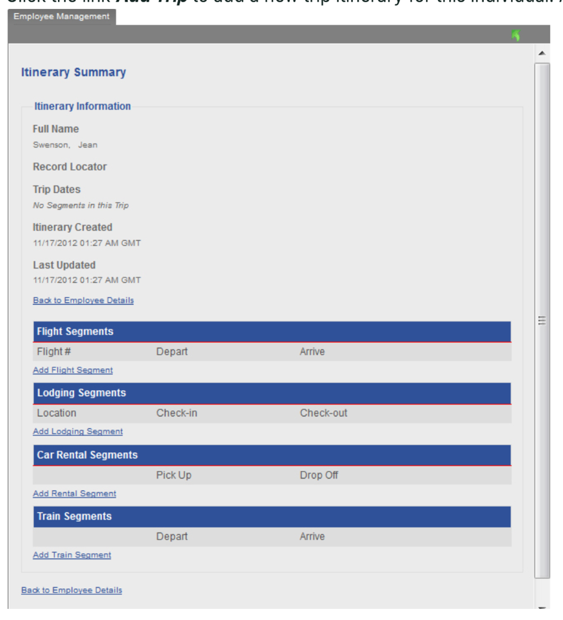 Click the link Add Trip to add a new trip itinerary for this individual.
Employee Management
Itinerary Summary
Itinerary Information
Full Name
Swenson, Jean
Record Locator
Trip Dates
No Segments in this Trip
Itinerary Created
11/17/2012 01:27 AM GMT
Last Updated
11/17/2012 01:27 AM GMT
Back to Employee Details
Flight Segments
Flight # Depart Arrive
Add Flight Segment
Lodging Segments
Location Check-in Check-out
Add Lodging Segment
Car Rental Segments
Pick Up Drop Off
Add Rental Segment
Train Segments
Depart Arrive
Add Train Segment
Back to Employee Details